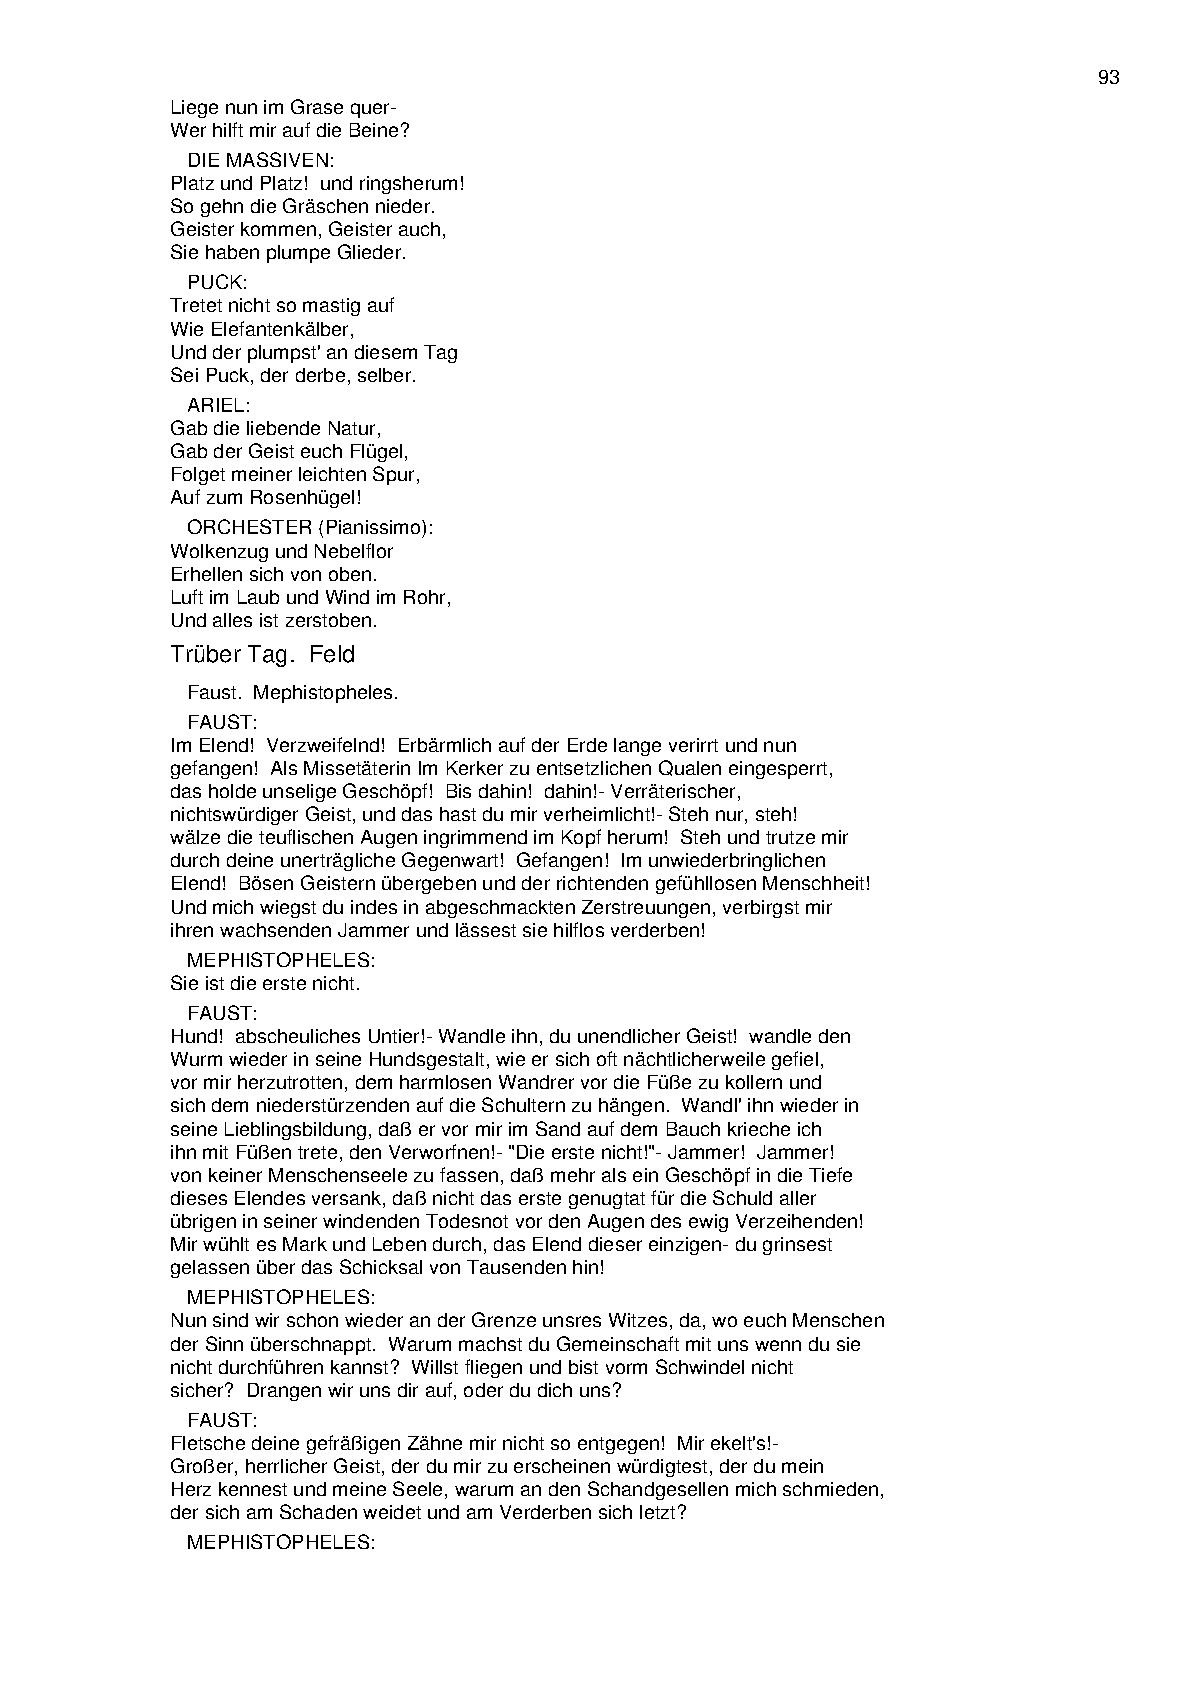 93
Liege nun im Grase quer-
Wer hilft mir auf die Beine?
DIE MASSIVEN:
Platz und Platz!  und ringsherum!
So gehn die Gräschen nieder.
Geister kommen, Geister auch,
Sie haben plumpe Glieder.
PUCK:
Tretet nicht so mastig auf
Wie Elefantenkälber,
Und der plumpst' an diesem Tag
Sei Puck, der derbe, selber.
ARIEL:
Gab die liebende Natur,
Gab der Geist euch Flügel,
Folget meiner leichten Spur,
Auf zum Rosenhügel!
ORCHESTER (Pianissimo):
Wolkenzug und Nebelflor
Erhellen sich von oben.
Luft im Laub und Wind im Rohr,
Und alles ist zerstoben.
Trüber Tag.  Feld
Faust.  Mephistopheles.
FAUST:
Im Elend!  Verzweifelnd!  Erbärmlich auf der Erde lange verirrt und nun
gefangen!  Als Missetäterin Im Kerker zu entsetzlichen Qualen eingesperrt,
das holde unselige Geschöpf!  Bis dahin!  dahin!- Verräterischer,
nichtswürdiger Geist, und das hast du mir verheimlicht!- Steh nur, steh!
wälze die teuflischen Augen ingrimmend im Kopf herum!  Steh und trutze mir
durch deine unerträgliche Gegenwart!  Gefangen!  Im unwiederbringlichen
Elend!  Bösen Geistern übergeben und der richtenden gefühllosen Menschheit!
Und mich wiegst du indes in abgeschmackten Zerstreuungen, verbirgst mir
ihren wachsenden Jammer und lässest sie hilflos verderben!
MEPHISTOPHELES:
Sie ist die erste nicht.
FAUST:
Hund!  abscheuliches Untier!- Wandle ihn, du unendlicher Geist!  wandle den
Wurm wieder in seine Hundsgestalt, wie er sich oft nächtlicherweile gefiel,
vor mir herzutrotten, dem harmlosen Wandrer vor die Füße zu kollern und
sich dem niederstürzenden auf die Schultern zu hängen.  Wandl' ihn wieder in
seine Lieblingsbildung, daß er vor mir im Sand auf dem Bauch krieche ich
ihn mit Füßen trete, den Verworfnen!- "Die erste nicht!"- Jammer!  Jammer!
von keiner Menschenseele zu fassen, daß mehr als ein Geschöpf in die Tiefe
dieses Elendes versank, daß nicht das erste genugtat für die Schuld aller
übrigen in seiner windenden Todesnot vor den Augen des ewig Verzeihenden!
Mir wühlt es Mark und Leben durch, das Elend dieser einzigen- du grinsest
gelassen über das Schicksal von Tausenden hin!
MEPHISTOPHELES:
Nun sind wir schon wieder an der Grenze unsres Witzes, da, wo euch Menschen
der Sinn überschnappt.  Warum machst du Gemeinschaft mit uns wenn du sie
nicht durchführen kannst?  Willst fliegen und bist vorm Schwindel nicht
sicher?  Drangen wir uns dir auf, oder du dich uns?
FAUST:
Fletsche deine gefräßigen Zähne mir nicht so entgegen!  Mir ekelt's!-
Großer, herrlicher Geist, der du mir zu erscheinen würdigtest, der du mein
Herz kennest und meine Seele, warum an den Schandgesellen mich schmieden,
der sich am Schaden weidet und am Verderben sich letzt?
MEPHISTOPHELES: